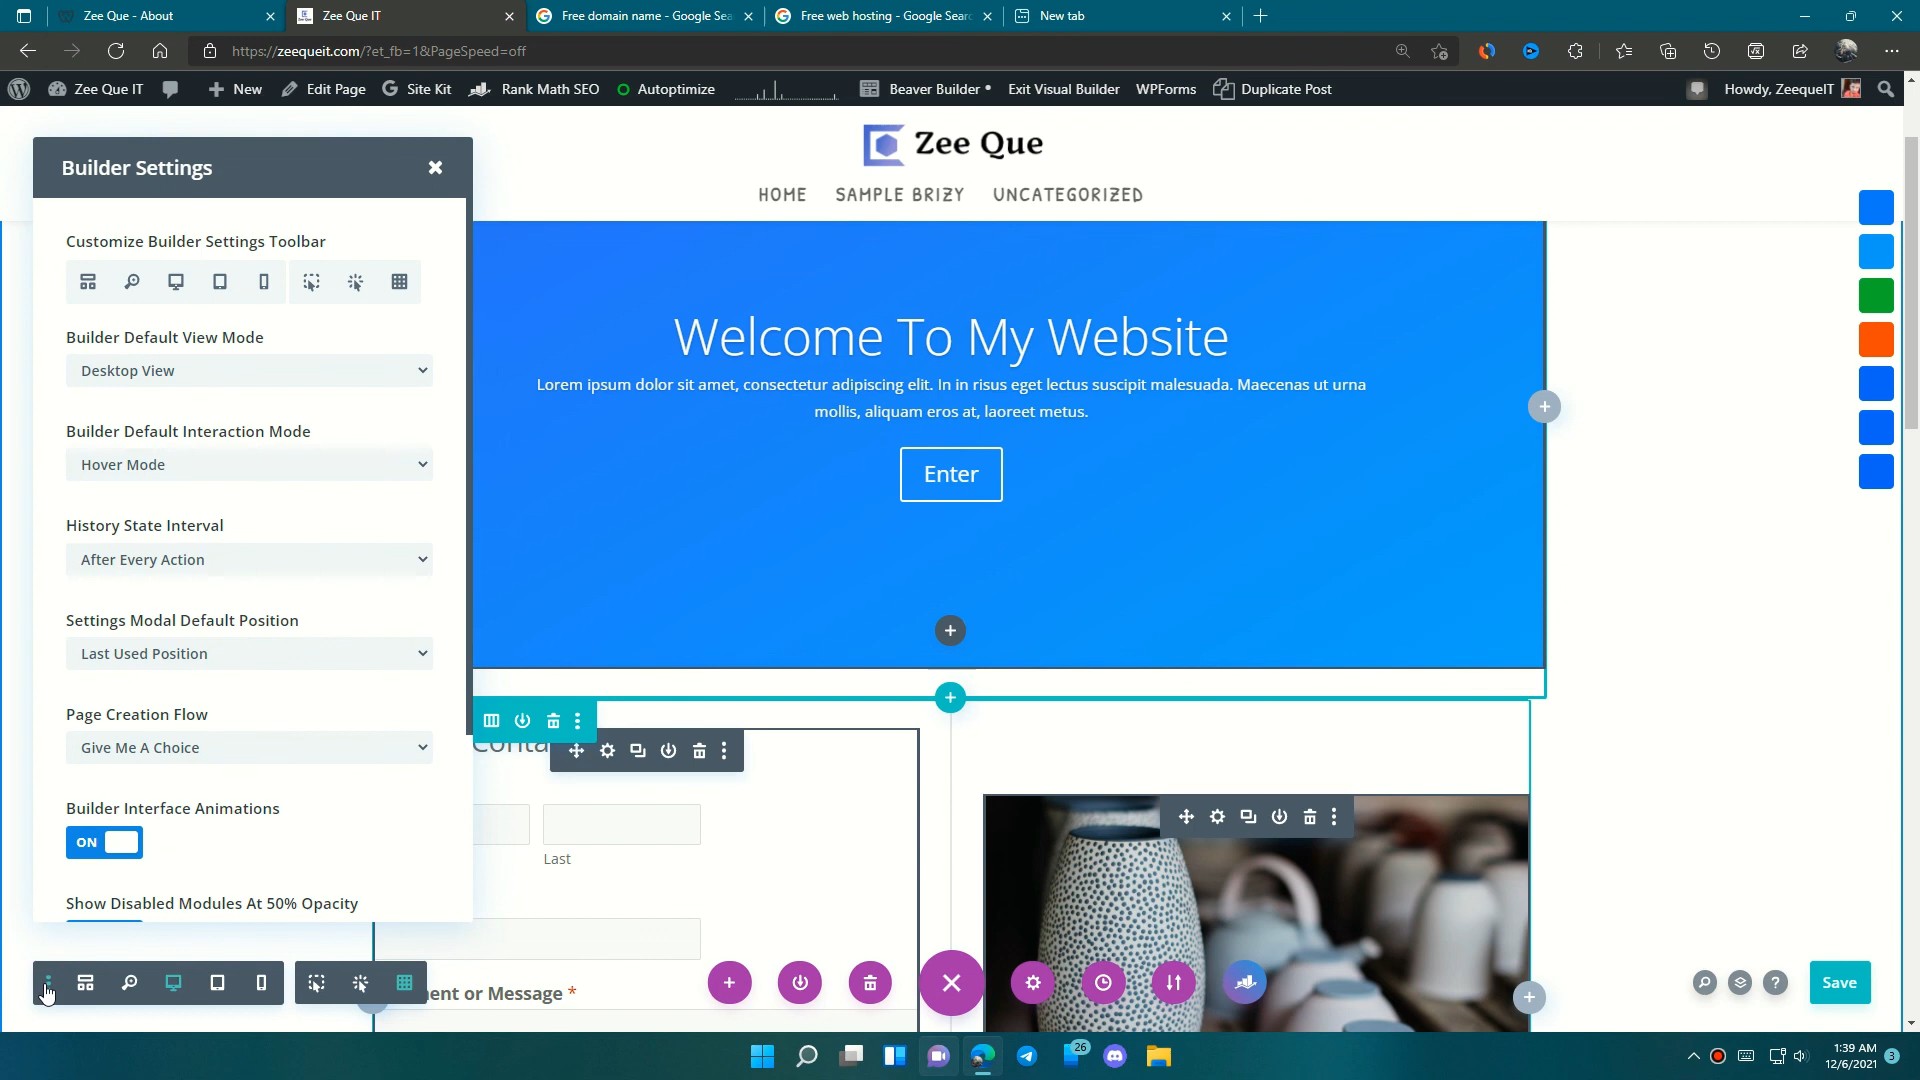 Zee Que - About
Zee Que IT
Free domain name - Google Sea
Free web hosting - Google Searc
New tab
https://zeequeit.com/?et_fb=1&PageSpeed=off
Zee Que IT
New
Edit Page
Site Kit
Rank Math SEO
Autoptimize
Beaver Builder
Exit Visual Builder
WPForms
Duplicate Post
Howdy, ZeequeIT
Zee Que
HOME SAMPLE BRIZY UNCATEGORIZED
Builder Settings
Customize Builder Settings Toolbar
Builder Default View Mode
Desktop View
Builder Default Interaction Mode
Hover Mode
History State Interval
After Every Action
Settings Modal Default Position
Last Used Position
Page Creation Flow
Give Me A Choice
Builder Interface Animations
ON
Show Disabled Modules At 50% Opacity
Welcome To My Website
Lorem ipsum dolor sit amet, consectetur adipiscing elit. In in risus eget lectus suscipit malesuada. Maecenas ut urna
mollis, aliquam eros at, laoreet metus.
Enter
Conta
Last
ent or Message *
Save
26
1:39 AM
12/6/2021
3